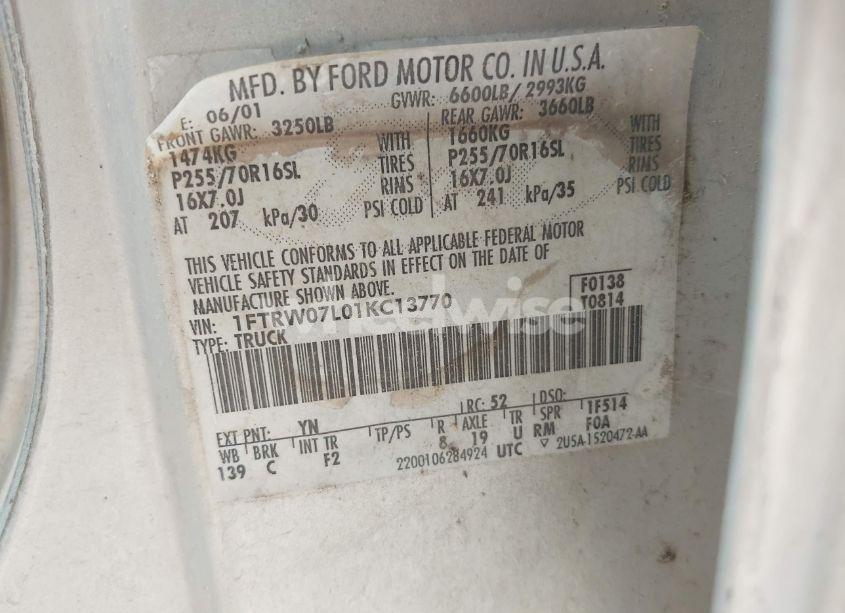 MFD. BY FORD MOTOR CO. IN U.S.A.
E: 06/01 GVWR: 6600LB/ 2993KG
FRONT GAWR: 3250LB REAR GAWR: 3660LB
1474KG WITH 1660KG WITH
P255/70R16SL TIRES P255/70R16SL TIRES
16X7.0J RIMS 16X7.0J RIMS
AT 207 kPa/30 PSI COLD AT 241 kPa/35 PSI COLD
THIS VEHICLE CONFORMS TO ALL APPLICABLE FEDERAL MOTOR
VEHICLE SAFETY STANDARDS IN EFFECT ON THE DATE OF
MANUFACTURE SHOWN ABOVE.
F0138
VIN: 1FTRW07L01KC13770 T0814
TYPE: TRUCK
wheelwise
LRC: 52 DSO:
EXT PNT: YN 1F514
WB BRK INT TR TP/PS R AXLE TR SPR
139 C F2 8 19 U RM F0A
2200106284924 UTC ▽ 2U5A-1520472-AA